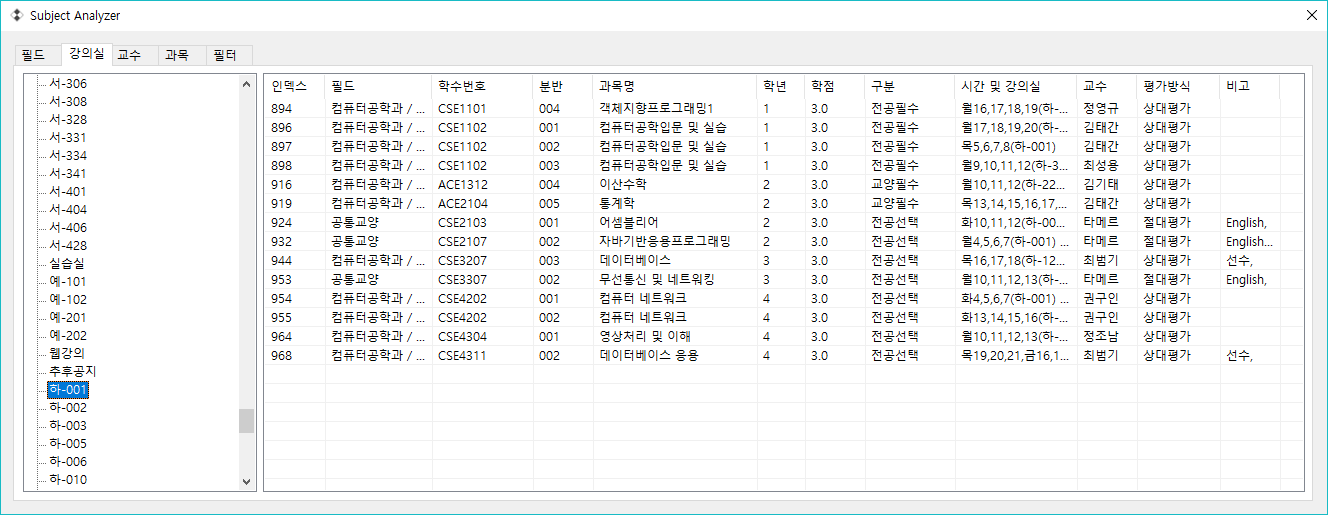 Subject Analyzer
필드 강의실 교수 과목 필터
서-306
서-308
서-328
서-331
서-334
서-341
서-401
서-404
서-406
서-428
실습실
예-101
예-102
예-201
예-202
웹강의
추후공지
하-001
하-002
하-003
하-005
하-006
하-010
인덱스 필드 학수번호 분반 과목명 학년 학점 구분 시간 및 강의실 교수 평가방식 비고
894 컴퓨터공학과 / ... CSE1101 004 객체지향프로그래밍1 1 3.0 전공필수 월16,17,18,19(하-... 정영규 상대평가
896 컴퓨터공학과 / ... CSE1102 001 컴퓨터공학입문 및 실습 1 3.0 전공필수 월17,18,19,20(하-... 김태간 상대평가
897 컴퓨터공학과 / ... CSE1102 002 컴퓨터공학입문 및 실습 1 3.0 전공필수 목5,6,7,8(하-001) 김태간 상대평가
898 컴퓨터공학과 / ... CSE1102 003 컴퓨터공학입문 및 실습 1 3.0 전공필수 월9,10,11,12(하-3... 최성용 상대평가
916 컴퓨터공학과 / ... ACE1312 004 이산수학 2 3.0 교양필수 월10,11,12(하-22... 김기태 상대평가
919 컴퓨터공학과 / ... ACE2104 005 통계학 2 3.0 교양필수 목13,14,15,16,17,... 김태간 상대평가
924 공통교양 CSE2103 001 어셈블리어 2 3.0 전공선택 화10,11,12(하-00... 타메르 절대평가 English,
932 공통교양 CSE2107 002 자바기반응용프로그래밍 2 3.0 전공선택 월4,5,6,7(하-001) ... 타메르 절대평가 English...
944 컴퓨터공학과 / ... CSE3207 003 데이터베이스 3 3.0 전공선택 목16,17,18(하-12... 최범기 상대평가 선수,
953 공통교양 CSE3307 002 무선통신 및 네트워킹 3 3.0 전공선택 월10,11,12,13(하-... 타메르 절대평가 English,
954 컴퓨터공학과 / ... CSE4202 001 컴퓨터 네트워크 4 3.0 전공선택 화4,5,6,7(하-001) ... 권구인 상대평가
955 컴퓨터공학과 / ... CSE4202 002 컴퓨터 네트워크 4 3.0 전공선택 화13,14,15,16(하-... 권구인 상대평가
964 컴퓨터공학과 / ... CSE4304 001 영상처리 및 이해 4 3.0 전공선택 월10,11,12,13(하-... 정조남 상대평가
968 컴퓨터공학과 / ... CSE4311 002 데이터베이스 응용 4 3.0 전공선택 목19,20,21,금16,1... 최범기 상대평가 선수,